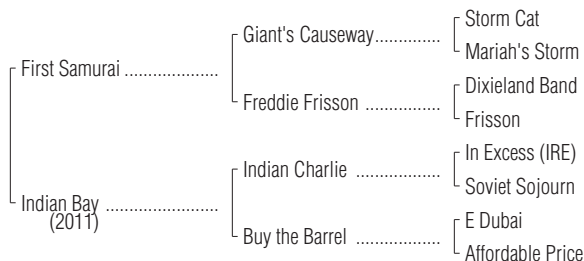 Storm Cat
Giant's Causeway..............
Mariah's Storm
First Samurai ....................
Dixieland Band
Freddie Frisson ................
Frisson
In Excess (IRE)
Indian Charlie ..................
Soviet Sojourn
Indian Bay ........................
(2011)
E Dubai
Buy the Barrel ..................
Affordable Price